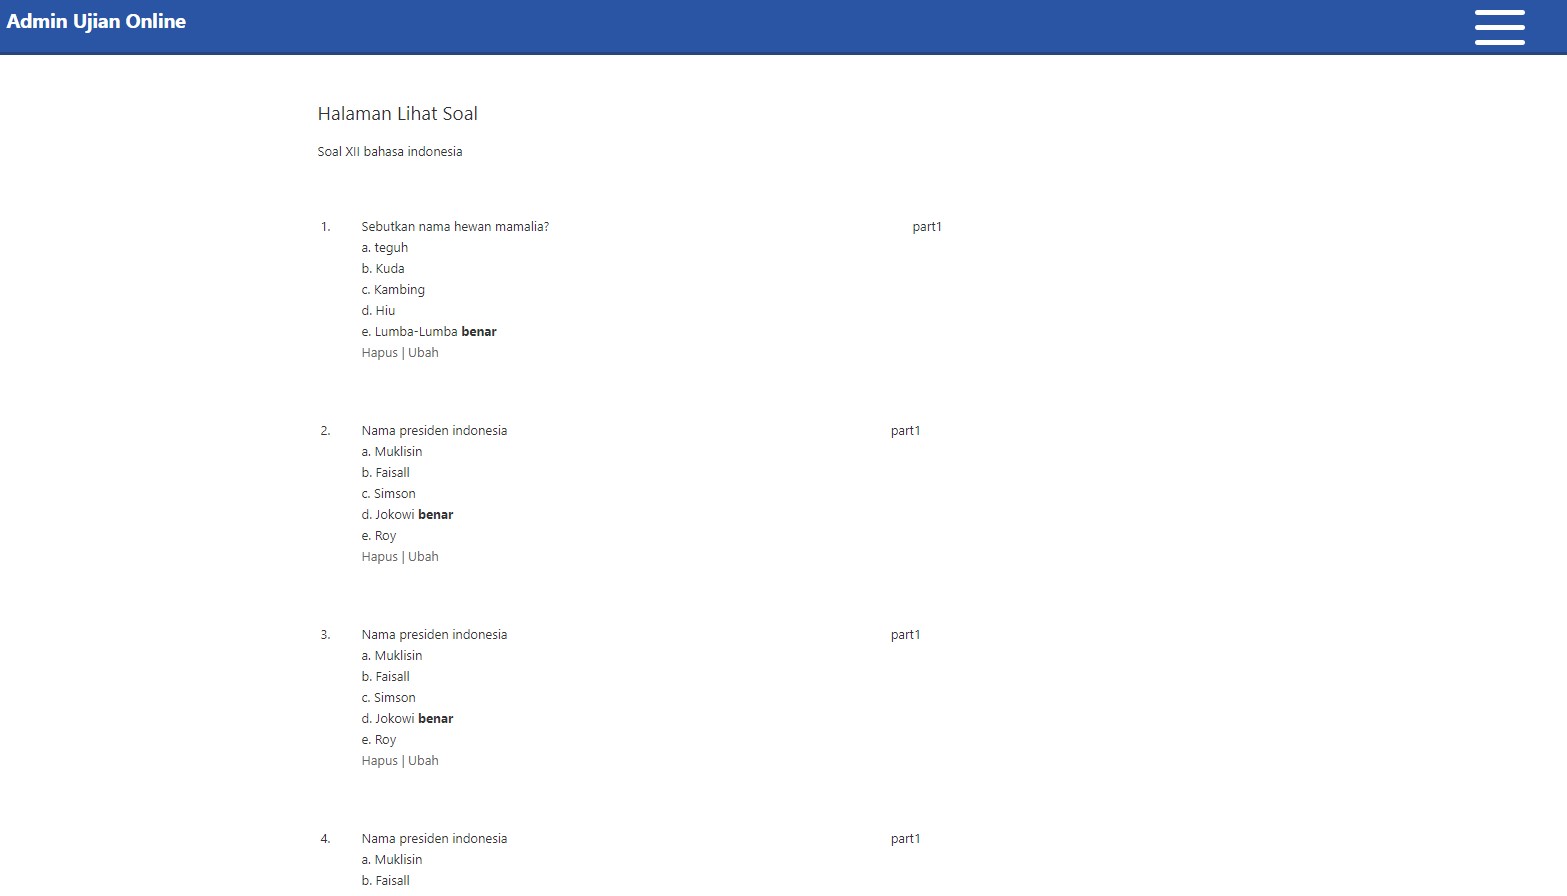 Admin Ujian Online
Halaman Lihat Soal
Soal XII bahasa indonesia
1. Sebutkan nama hewan mamalia? part1
a. teguh
b. Kuda
c. Kambing
d. Hiu
e. Lumba-Lumba benar
Hapus | Ubah
2. Nama presiden indonesia part1
a. Muklisin
b. Faisall
c. Simson
d. Jokowi benar
e. Roy
Hapus | Ubah
3. Nama presiden indonesia part1
a. Muklisin
b. Faisall
c. Simson
d. Jokowi benar
e. Roy
Hapus | Ubah
4. Nama presiden indonesia part1
a. Muklisin
b. Faisall